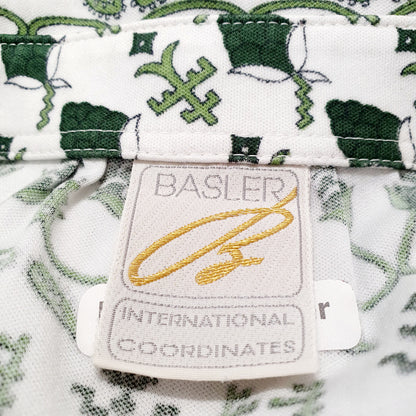 BASLER
B
INTERNATIONAL
COORDINATES
r